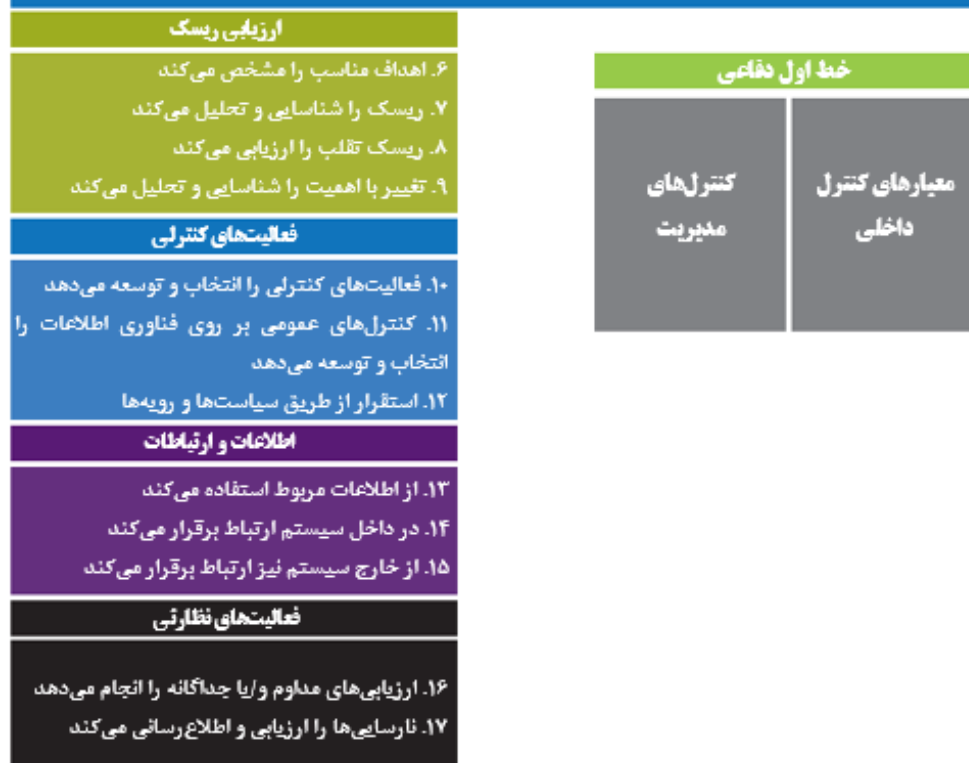 ارزیابی ریسک
۶. اهداف مناسب را مشخص می‌کند
۷. ریسک را شناسایی و تحلیل می‌کند
۸. ریسک تقلب را ارزیابی می‌کند
۹. تغییر با اهمیت را شناسایی و تحلیل می‌کند
فعالیت‌های کنترلی
۱۰. فعالیت‌های کنترلی را انتخاب و توسعه می‌دهد
۱۱. کنترل‌های عمومی بر روی فناوری اطلاعات را
انتخاب و توسعه می‌دهد
۱۲. استقرار از طریق سیاست‌ها و رویه‌ها
اطلاعات و ارتباطات
۱۳. از اطلاعات مربوط استفاده می‌کند
۱۴. در داخل سیستم ارتباط برقرار می‌کند
۱۵. از خارج سیستم نیز ارتباط برقرار می‌کند
فعالیت‌های نظارتی
۱۶. ارزیابی‌های مداوم و/یا جداگانه را انجام می‌دهد
۱۷. نارسایی‌ها را ارزیابی و اطلاع‌رسانی می‌کند
خط اول دفاعی
معیارهای کنترل
داخلی
کنترل‌های
مدیریت